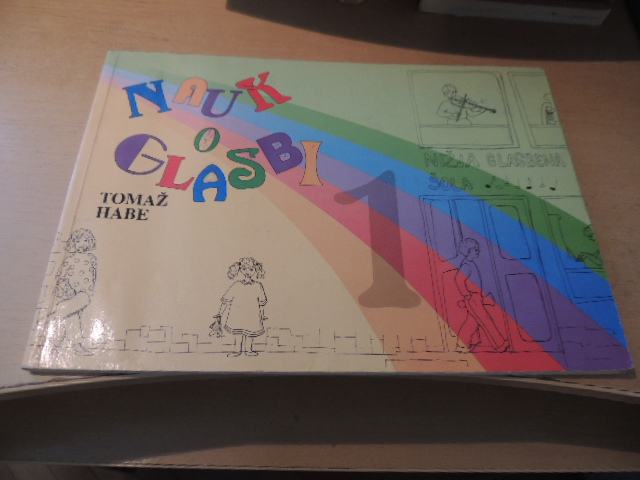 NAUK
O
GLASBI
TOMAŽ
HABE
1
NIŽJA GLASBENA
ŠOLA